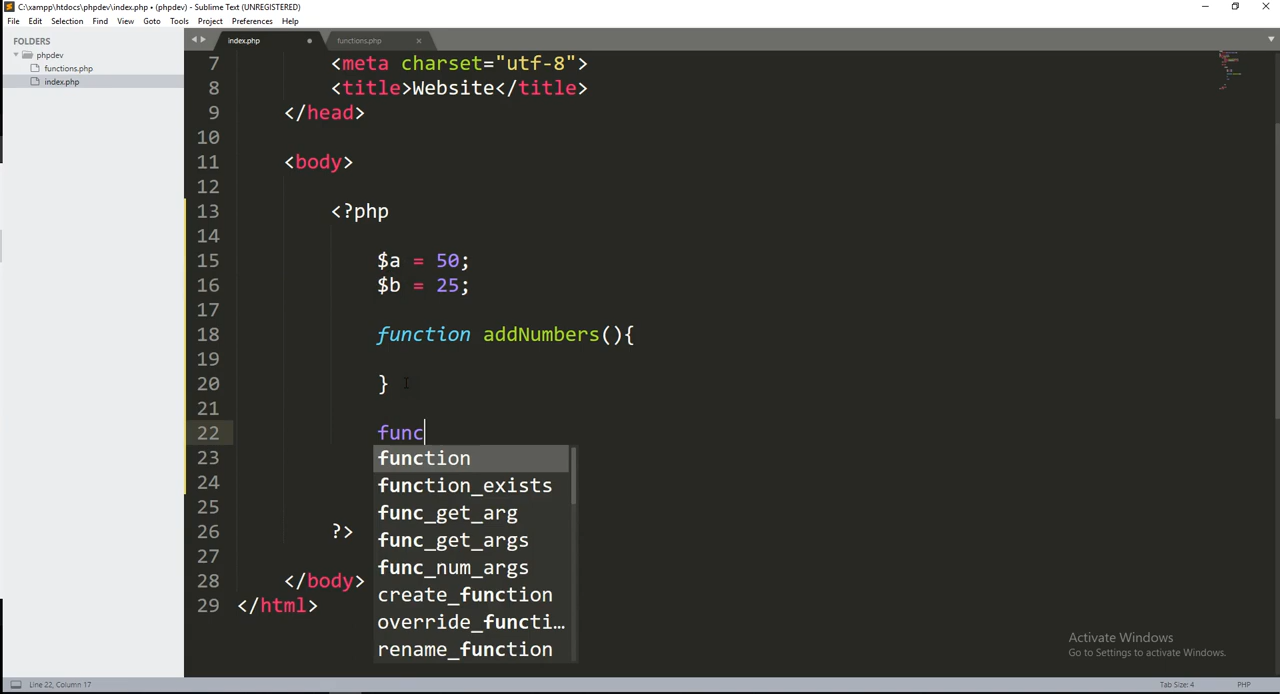 C:\xampp\htdocs\phpdev\index.php • (phpdev) - Sublime Text (UNREGISTERED)
File Edit Selection Find View Goto Tools Project Preferences Help
FOLDERS
phpdev
functions.php
index.php
index.php functions.php
7 <meta charset="utf-8">
8 <title>Website</title>
9 </head>
10
11 <body>
12
13 <?php
14
15 $a = 50;
16 $b = 25;
17
18 function addNumbers(){
19
20 }
21
22 func
23 function
24 function_exists
25 func_get_arg
26 ?> func_get_args
27 func_num_args
28 </body> create_function
29 </html> override_functi…
rename_function
Activate Windows
Go to Settings to activate Windows.
Line 22, Column 17 Tab Size: 4 PHP